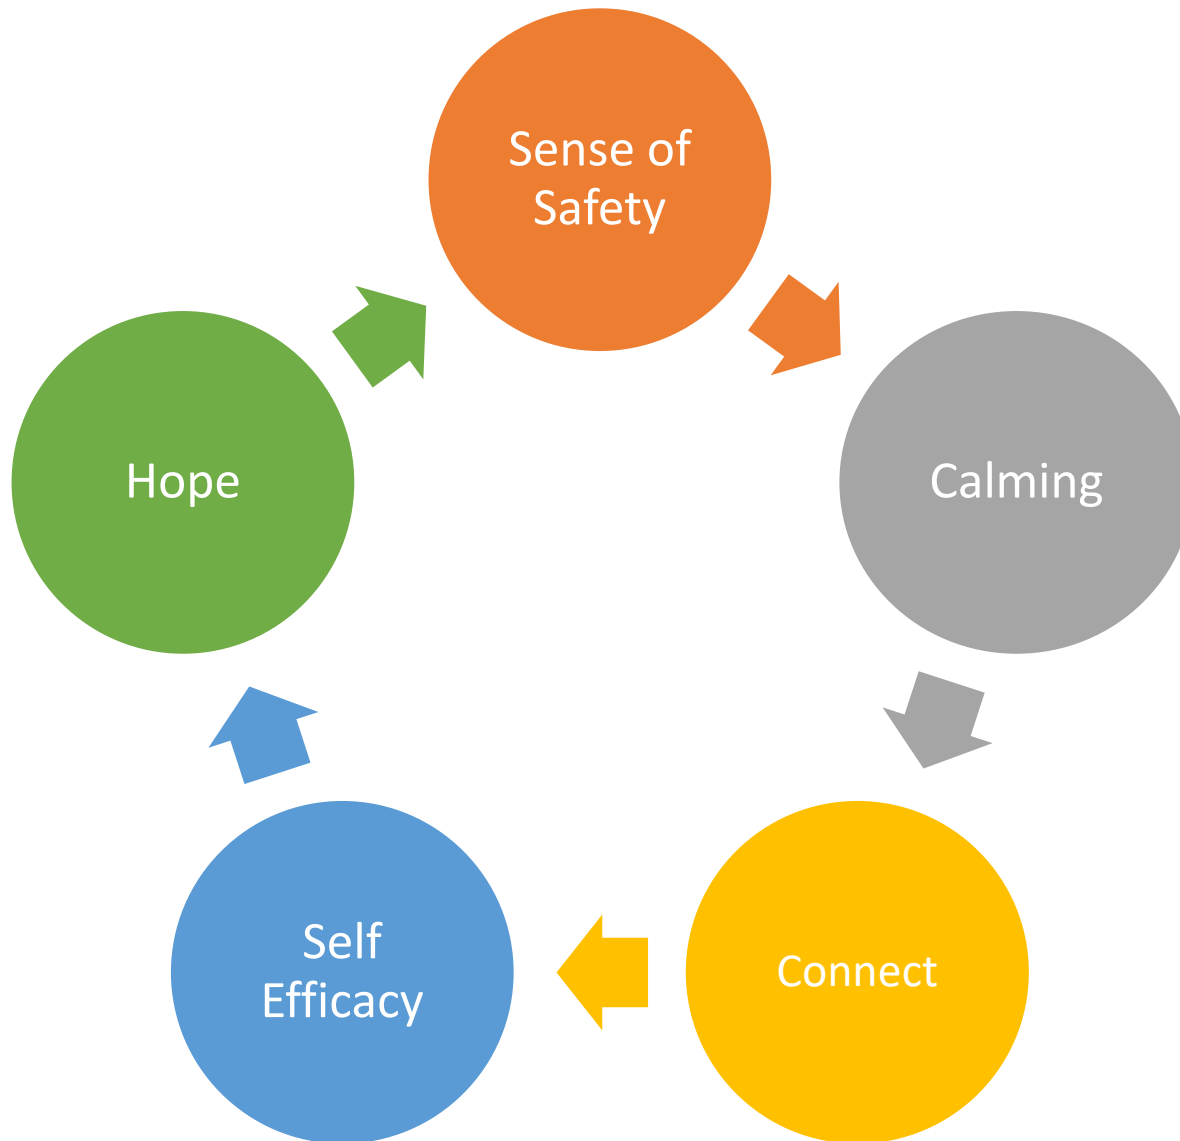 Sense of
Safety
Calming
Connect
Self
Efficacy
Hope